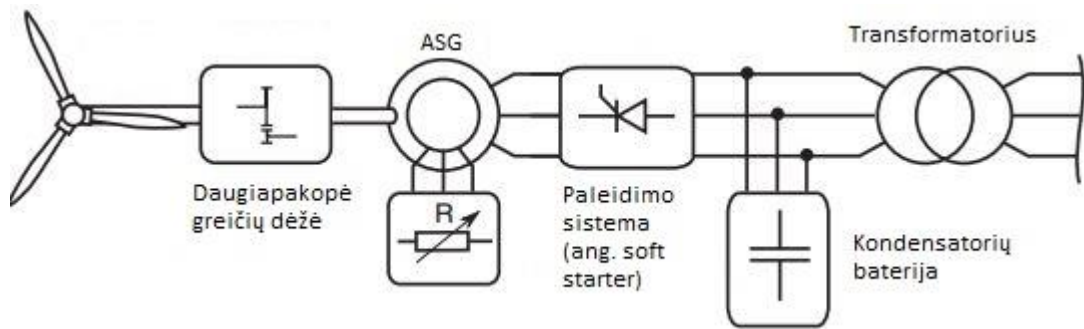 ASG
Transformatorius
Daugiapakopė
greičių dėžė
R
Paleidimo
sistema
(ang. soft
starter)
Kondensatorių
baterija